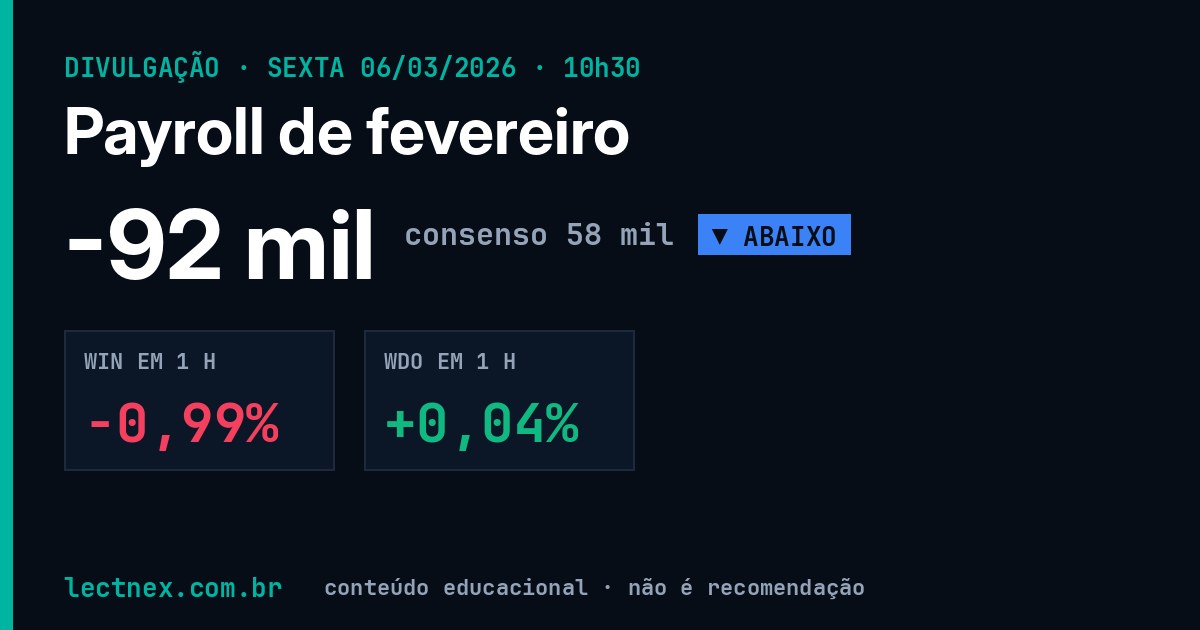 DIVULGAÇÃO · SEXTA 06/03/2026 · 10h30
Payroll de fevereiro
-92 mil consenso 58 mil ▼ ABAIXO
WIN EM 1 H
-0,99%
WDO EM 1 H
+0,04%
lectnex.com.br conteúdo educacional · não é recomendação